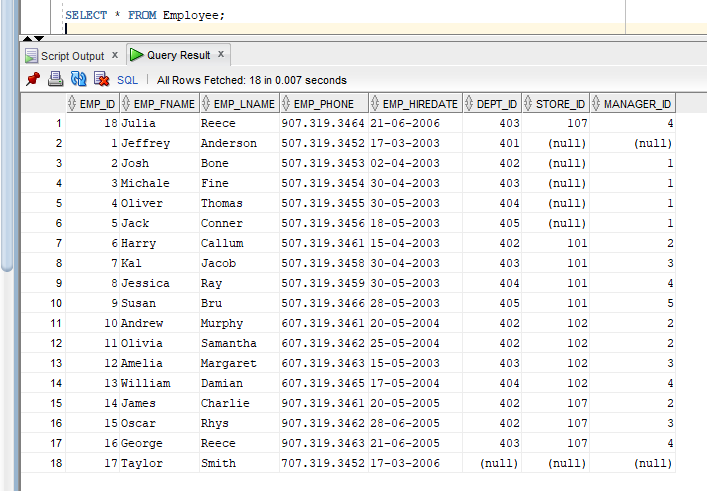 SELECT * FROM Employee;
Script Output x Query Result x
SQL | All Rows Fetched: 18 in 0.007 seconds
EMP_ID EMP_FNAME EMP_LNAME EMP_PHONE EMP_HIREDATE DEPT_ID STORE_ID MANAGER_ID
1 18 Julia Reece 907.319.3464 21-06-2006 403 107 4
2 1 Jeffrey Anderson 507.319.3452 17-03-2003 401 (null) (null)
3 2 Josh Bone 507.319.3453 02-04-2003 402 (null) 1
4 3 Michale Fine 507.319.3454 30-04-2003 403 (null) 1
5 4 Oliver Thomas 507.319.3455 30-05-2003 404 (null) 1
6 5 Jack Conner 507.319.3456 18-05-2003 405 (null) 1
7 6 Harry Callum 507.319.3461 15-04-2003 402 101 2
8 7 Kal Jacob 507.319.3458 30-04-2003 403 101 3
9 8 Jessica Ray 507.319.3459 30-05-2003 404 101 4
10 9 Susan Bru 507.319.3466 28-05-2003 405 101 5
11 10 Andrew Murphy 607.319.3461 20-05-2004 402 102 2
12 11 Olivia Samantha 607.319.3462 25-05-2004 402 102 2
13 12 Amelia Margaret 607.319.3463 15-05-2003 403 102 3
14 13 William Damian 607.319.3465 17-05-2004 404 102 4
15 14 James Charlie 907.319.3461 20-05-2005 402 107 2
16 15 Oscar Rhys 907.319.3462 28-06-2005 402 107 3
17 16 George Reece 907.319.3463 21-06-2005 403 107 4
18 17 Taylor Smith 707.319.3452 17-03-2006 (null) (null) (null)